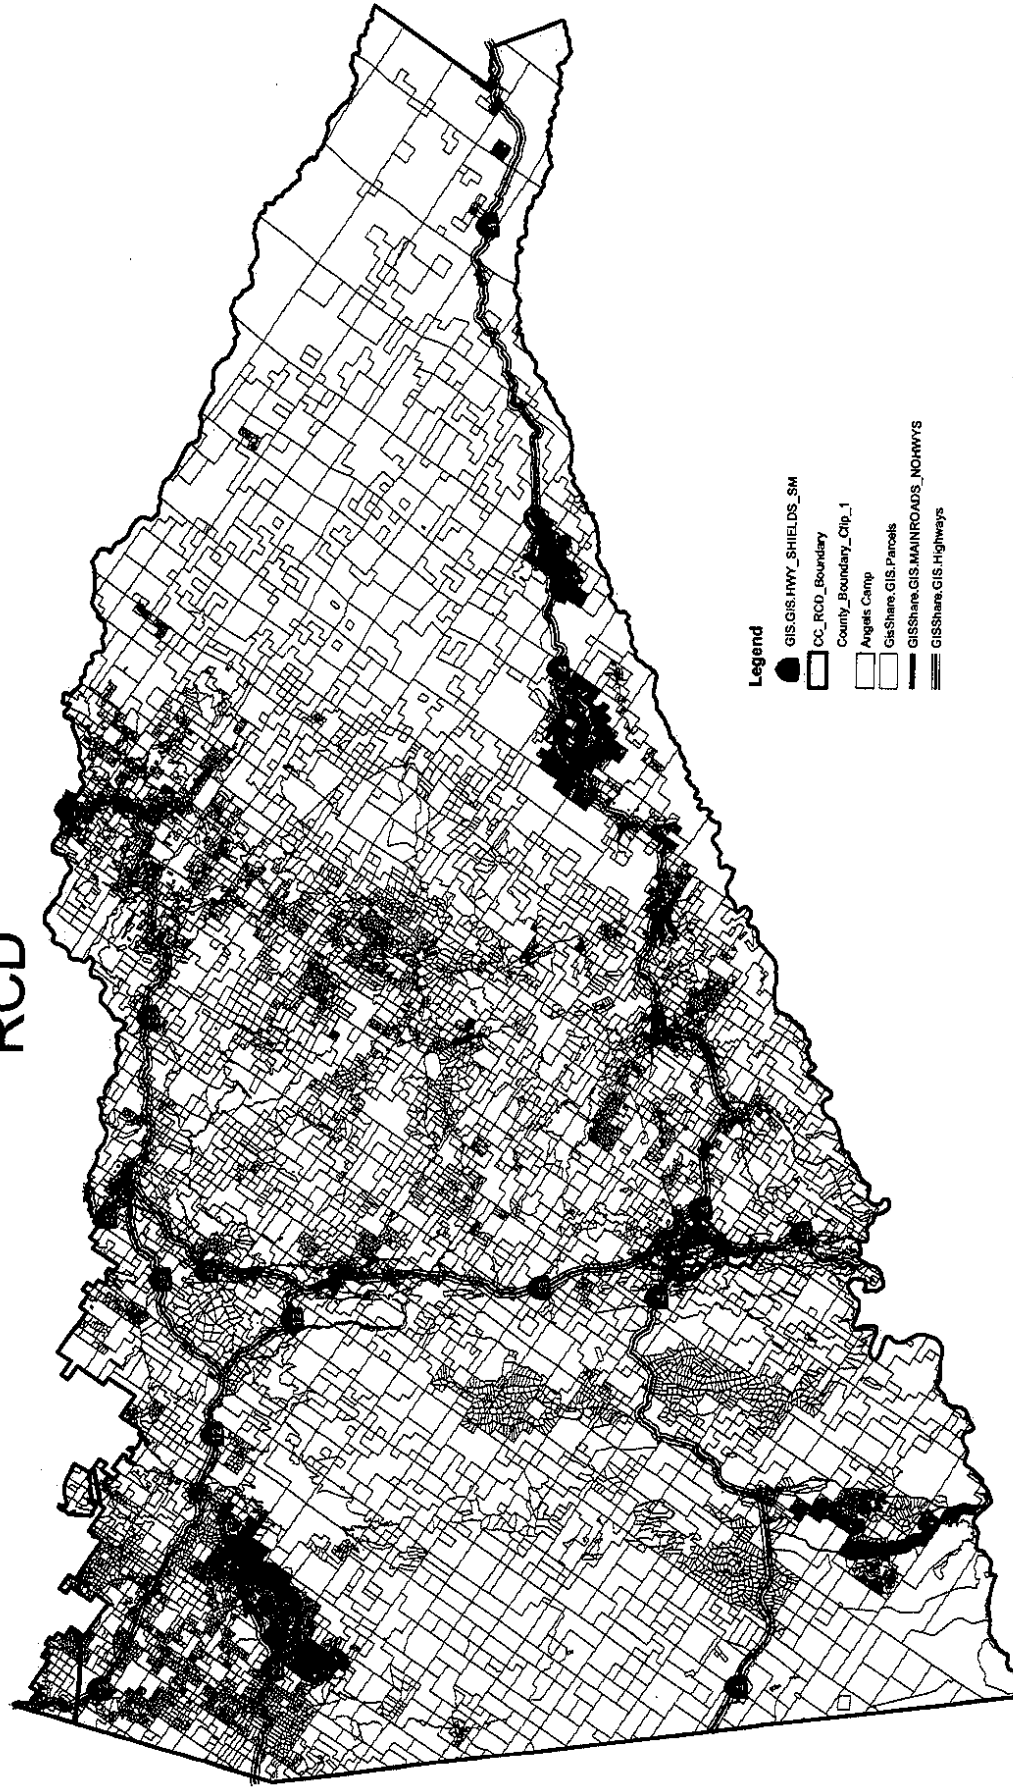 RCD
Legend
GIS.GIS.HWY_SHIELDS_SM
CC_RCD_Boundary
County_Boundary_Clip_1
Angels Camp
GisShare.GIS.Parcels
GISShare.GIS.MAINROADS_NOHWYS
GISShare.GIS.Highways